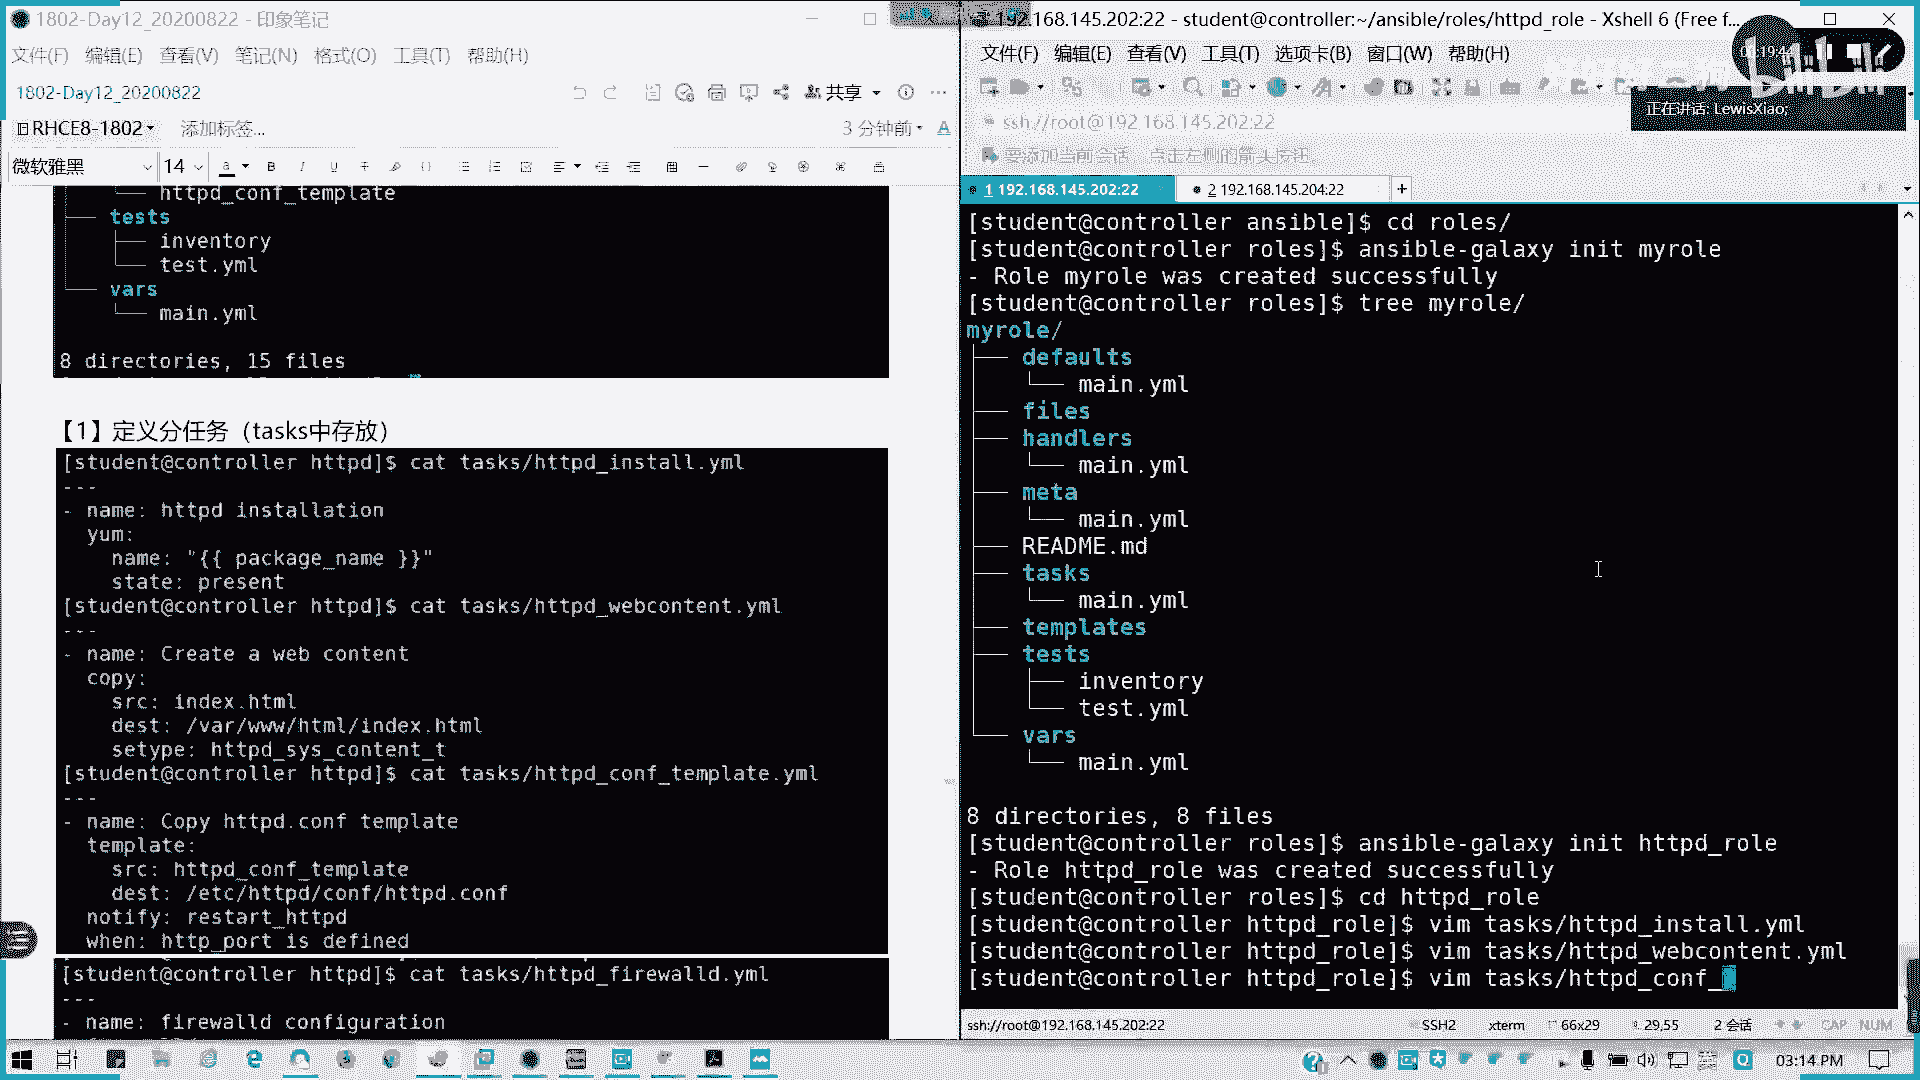 1802-Day12_20200822 - 印象笔记
文件(F) 编辑(E) 查看(V) 笔记(N) 格式(O) 工具(T) 帮助(H)
1802-Day12_20200822
共享
RHCE8-1802
添加标签...
3 分钟前
微软雅黑
14
httpd_conf_template
tests
inventory
test.yml
vars
main.yml
8 directories, 15 files
【1】定义分任务（tasks中存放）
[student@controller httpd]$ cat tasks/httpd_install.yml
---
- name: httpd installation
yum:
name: "{{ package_name }}"
state: present
[student@controller httpd]$ cat tasks/httpd_webcontent.yml
---
- name: Create a web content
copy:
src: index.html
dest: /var/www/html/index.html
setype: httpd_sys_content_t
[student@controller httpd]$ cat tasks/httpd_conf_template.yml
---
- name: Copy httpd.conf template
template:
src: httpd_conf_template
dest: /etc/httpd/conf/httpd.conf
notify: restart_httpd
when: http_port is defined
[student@controller httpd]$ cat tasks/httpd_firewalld.yml
---
- name: firewalld configuration
192.168.145.202:22 - student@controller:~/ansible/roles/httpd_role - Xshell 6 (Free f...
文件(F) 编辑(E) 查看(V) 工具(T) 选项卡(B) 窗口(W) 帮助(H)
正在讲话: LewisXiao;
ssh://root@192.168.145.202:22
要添加当前会话，点击左侧的箭头按钮。
1 192.168.145.202:22
2 192.168.145.204:22
[student@controller ansible]$ cd roles/
[student@controller roles]$ ansible-galaxy init myrole
- Role myrole was created successfully
[student@controller roles]$ tree myrole/
myrole/
defaults
main.yml
files
handlers
main.yml
meta
main.yml
README.md
tasks
main.yml
templates
tests
inventory
test.yml
vars
main.yml
8 directories, 8 files
[student@controller roles]$ ansible-galaxy init httpd_role
- Role httpd_role was created successfully
[student@controller roles]$ cd httpd_role
[student@controller httpd_role]$ vim tasks/httpd_install.yml
[student@controller httpd_role]$ vim tasks/httpd_webcontent.yml
[student@controller httpd_role]$ vim tasks/httpd_conf_
ssh://root@192.168.145.202:22
SSH2
xterm
66x29
29,55
2 会话
CAP NUM
03:14 PM